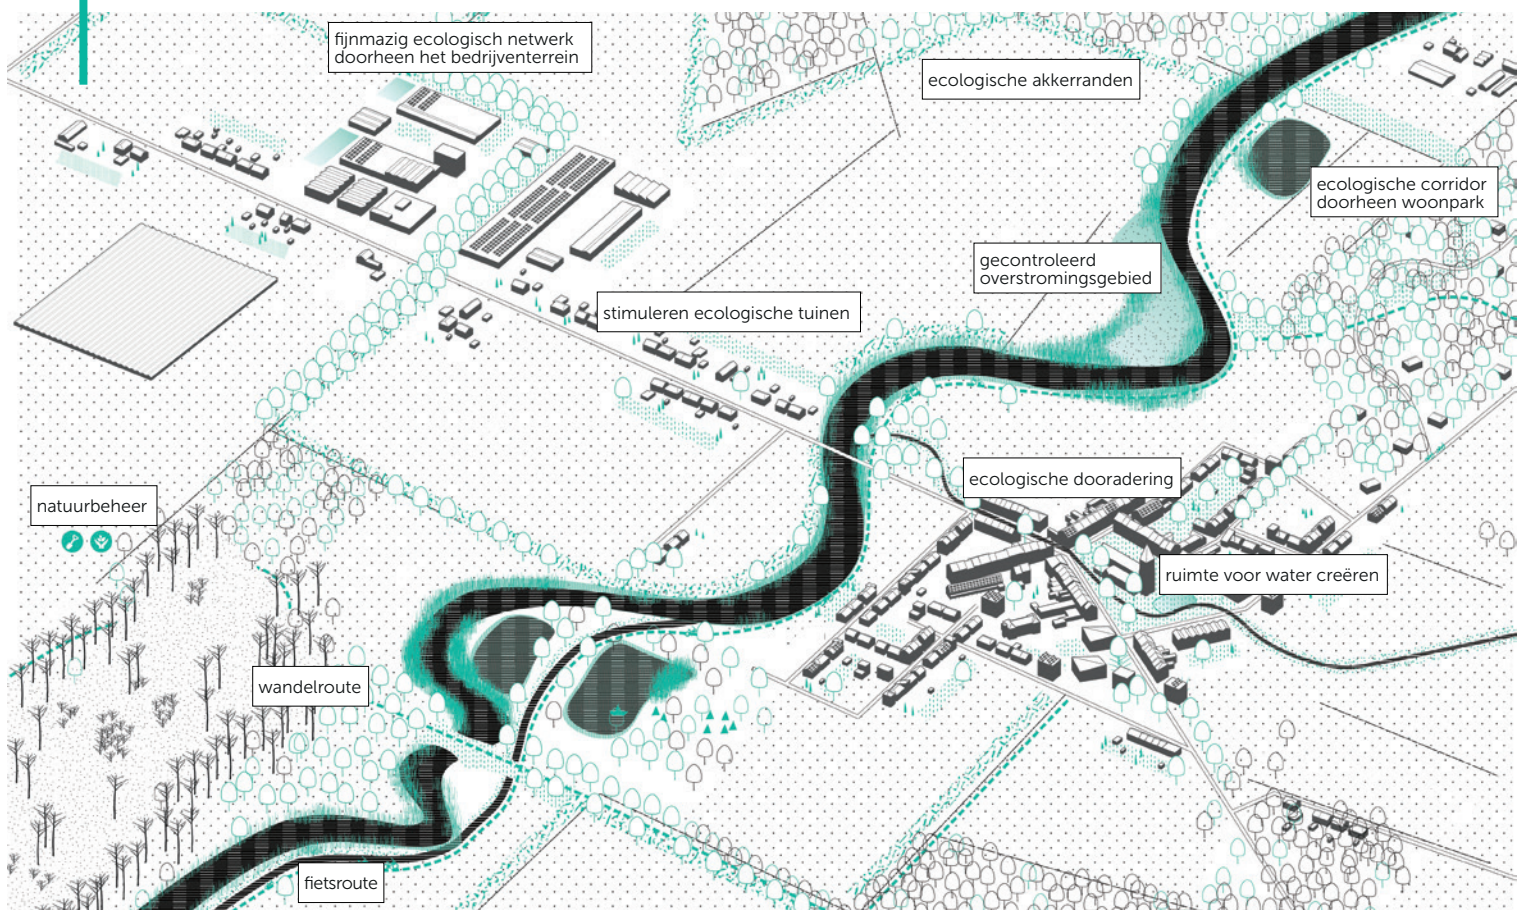 fijnmazig ecologisch netwerk
doorheen het bedrijventerrein
ecologische akkerranden
ecologische corridor
doorheen woonpark
gecontroleerd
overstromingsgebied
stimuleren ecologische tuinen
ecologische dooradering
natuurbeheer
ruimte voor water creëren
wandelroute
fietsroute